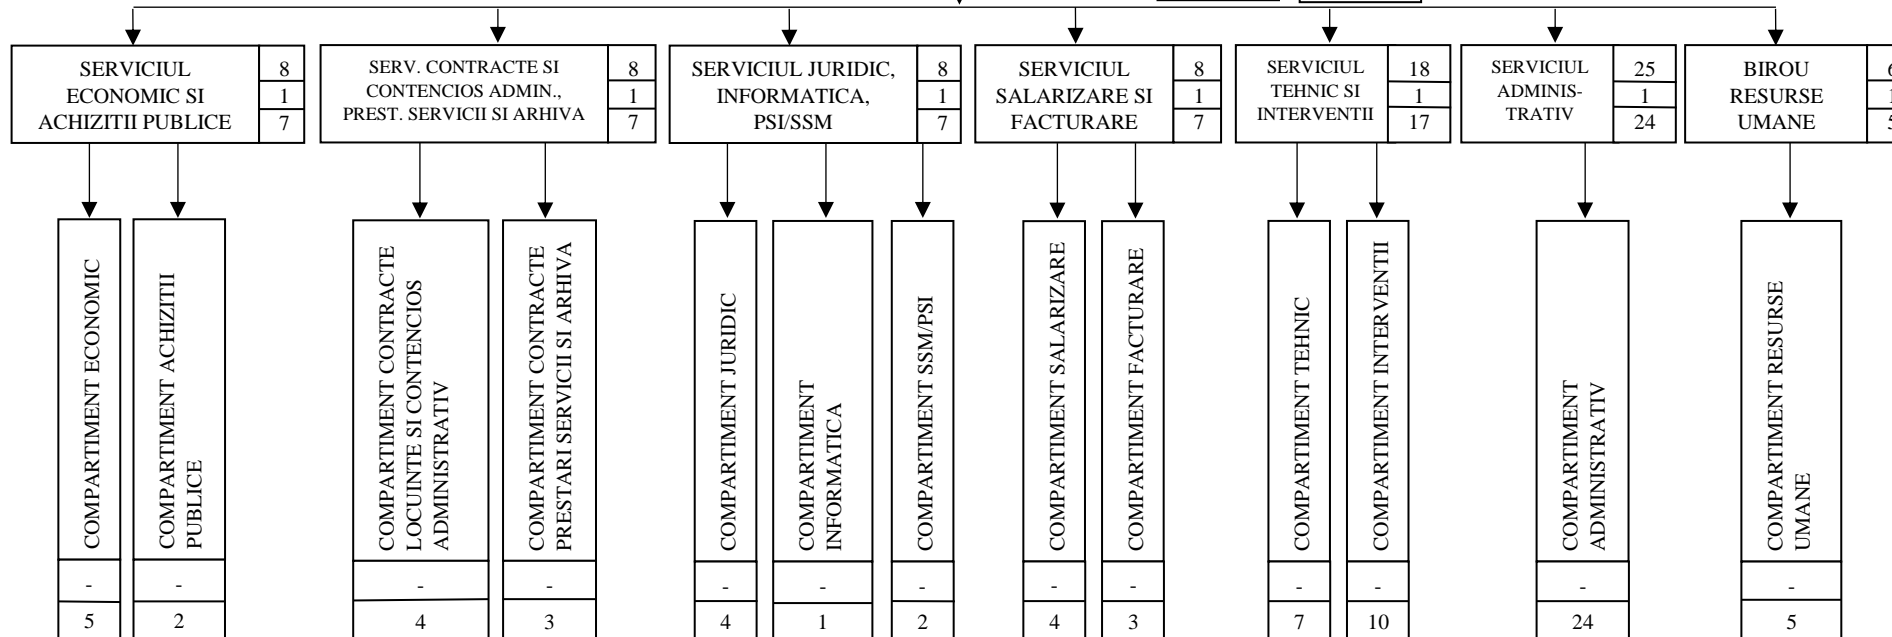 SERVICIUL
ECONOMIC SI
ACHIZITII PUBLICE
8
1
7
SERV. CONTRACTE SI
CONTENCIOS ADMIN.,
PREST. SERVICII SI ARHIVA
8
1
7
SERVICIUL JURIDIC,
INFORMATICA,
PSI/SSM
8
1
7
SERVICIUL
SALARIZARE SI
FACTURARE
8
1
7
SERVICIUL
TEHNIC SI
INTERVENTII
18
1
17
SERVICIUL
ADMINIS-
TRATIV
25
1
24
BIROU
RESURSE
UMANE
6
1
5
COMPARTIMENT ECONOMIC
-
5
COMPARTIMENT ACHIZITII
PUBLICE
-
2
COMPARTIMENT CONTRACTE
LOCUINTE SI CONTENCIOS
ADMINISTRATIV
-
4
COMPARTIMENT CONTRACTE
PRESTARI SERVICII SI ARHIVA
-
3
COMPARTIMENT JURIDIC
-
4
COMPARTIMENT
INFORMATICA
-
1
COMPARTIMENT SSM/PSI
-
2
COMPARTIMENT SALARIZARE
-
4
COMPARTIMENT FACTURARE
-
3
COMPARTIMENT TEHNIC
-
7
COMPARTIMENT INTERVENTII
-
10
COMPARTIMENT
ADMINISTRATIV
-
24
COMPARTIMENT RESURSE
UMANE
-
5